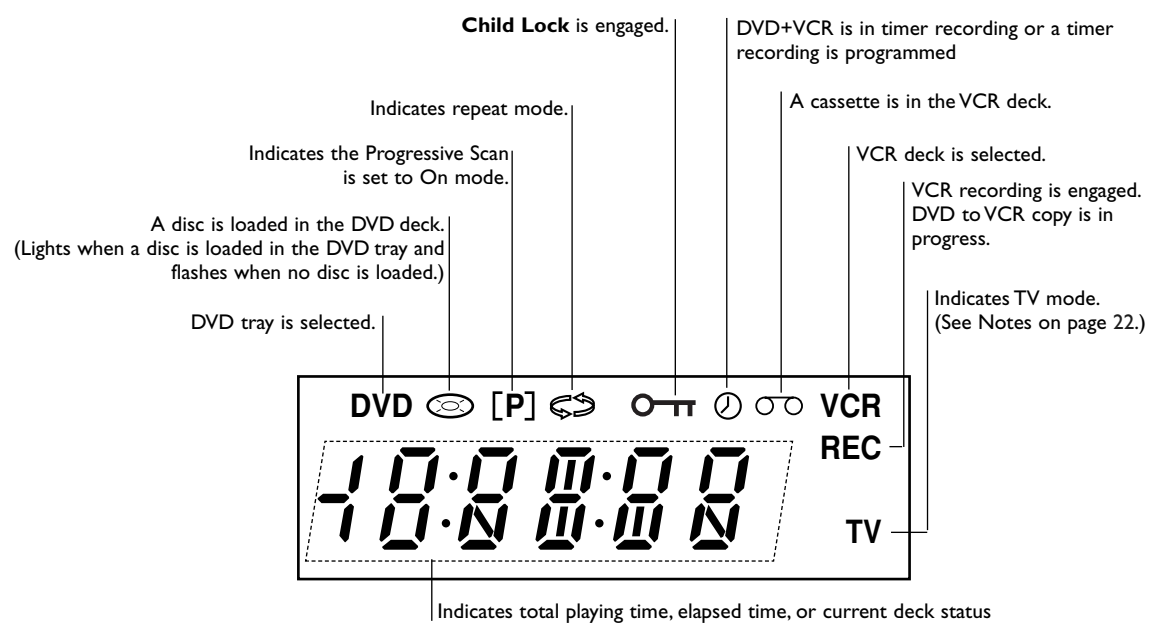 Child Lock is engaged.
DVD+VCR is in timer recording or a timer
recording is programmed
Indicates repeat mode.
A cassette is in the VCR deck.
Indicates the Progressive Scan
is set to On mode.
VCR deck is selected.
A disc is loaded in the DVD deck.
(Lights when a disc is loaded in the DVD tray and
flashes when no disc is loaded.)
VCR recording is engaged.
DVD to VCR copy is in
progress.
DVD tray is selected.
Indicates TV mode.
(See Notes on page 22.)
DVD [P] VCR
REC
TV
Indicates total playing time, elapsed time, or current deck status